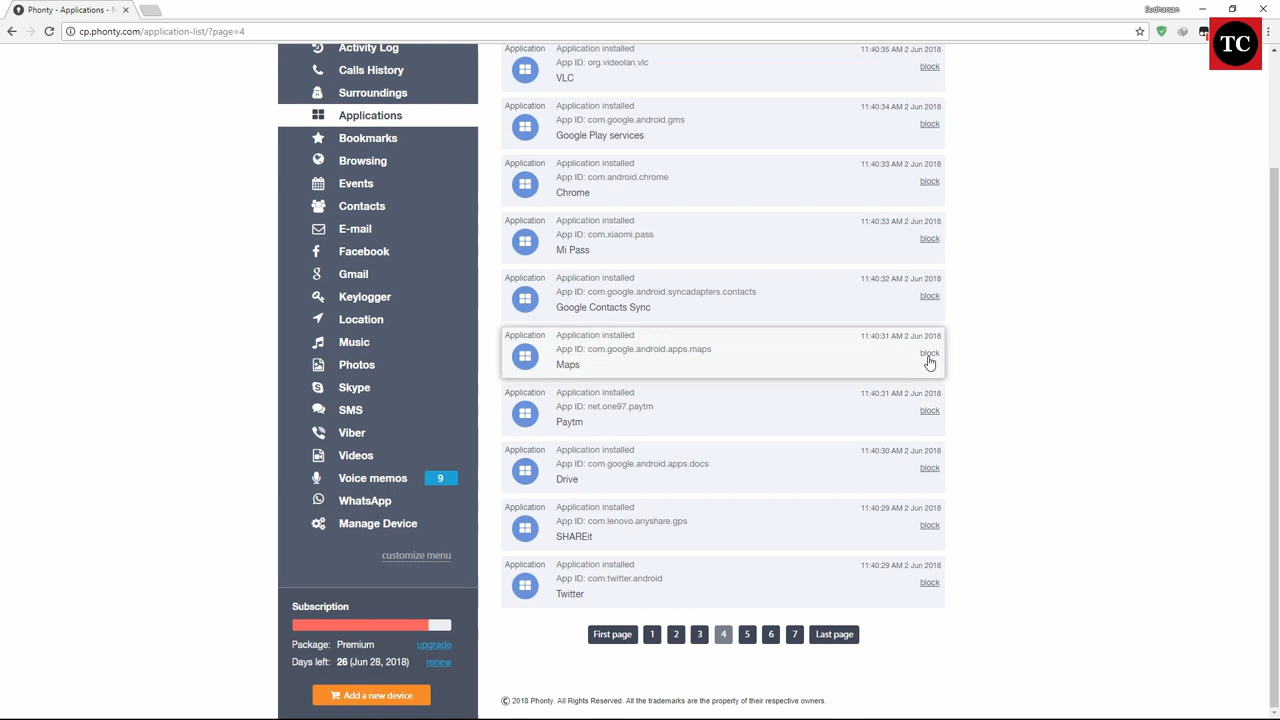 Phonty - Applications - M
Sudharsan
cp.phonty.com/application-list/?page=4
TC
Activity Log
Calls History
Surroundings
Applications
Bookmarks
Browsing
Events
Contacts
E-mail
Facebook
Gmail
Keylogger
Location
Music
Photos
Skype
SMS
Viber
Videos
Voice memos 9
WhatsApp
Manage Device
customize menu
Subscription
Package: Premium upgrade
Days left: 26 (Jun 28, 2018) renew
Add a new device
Application Application installed 11:40:35 AM 2 Jun 2018
App ID: org.videolan.vlc block
VLC
Application Application installed 11:40:34 AM 2 Jun 2018
App ID: com.google.android.gms block
Google Play services
Application Application installed 11:40:33 AM 2 Jun 2018
App ID: com.android.chrome block
Chrome
Application Application installed 11:40:33 AM 2 Jun 2018
App ID: com.xiaomi.pass block
Mi Pass
Application Application installed 11:40:32 AM 2 Jun 2018
App ID: com.google.android.syncadapters.contacts block
Google Contacts Sync
Application Application installed 11:40:31 AM 2 Jun 2018
App ID: com.google.android.apps.maps block
Maps
Application Application installed 11:40:31 AM 2 Jun 2018
App ID: net.one97.paytm block
Paytm
Application Application installed 11:40:30 AM 2 Jun 2018
App ID: com.google.android.apps.docs block
Drive
Application Application installed 11:40:29 AM 2 Jun 2018
App ID: com.lenovo.anyshare.gps block
SHAREit
Application Application installed 11:40:29 AM 2 Jun 2018
App ID: com.twitter.android block
Twitter
First page 1 2 3 4 5 6 7 Last page
© 2018 Phonty. All Rights Reserved. All the trademarks are the property of their respective owners.